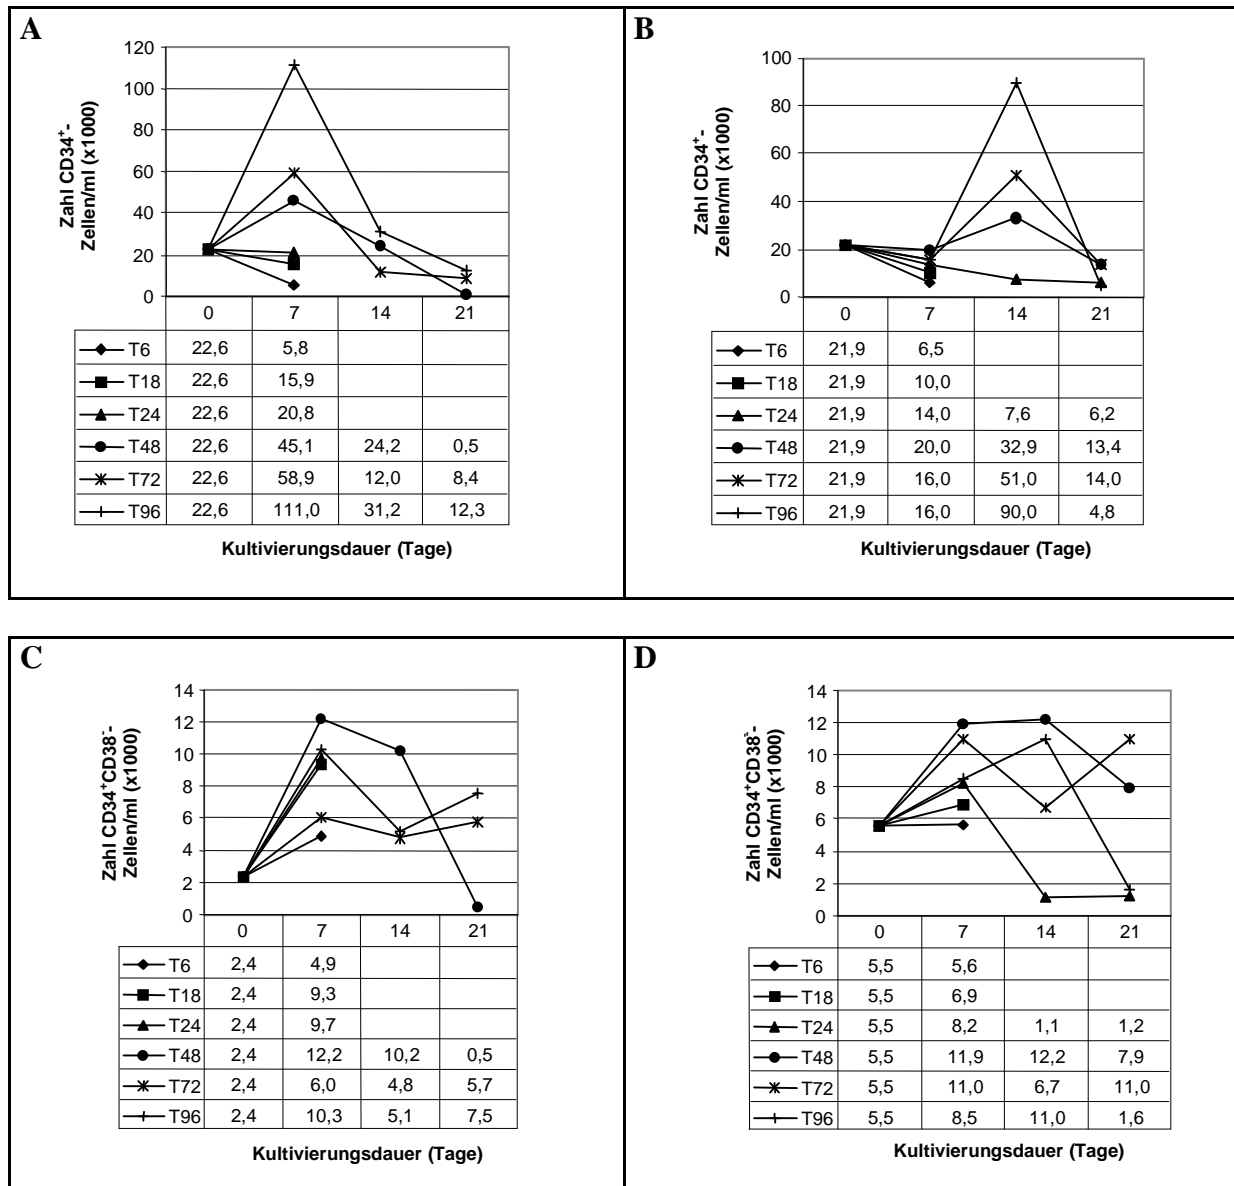 A
Zahl CD34+-
Zellen/ml (x1000)
120
100
80
60
40
20
0
0 7 14 21
T6 22,6 5,8
T18 22,6 15,9
T24 22,6 20,8
T48 22,6 45,1 24,2 0,5
T72 22,6 58,9 12,0 8,4
T96 22,6 111,0 31,2 12,3
Kultivierungsdauer (Tage)
B
Zahl CD34+-
Zellen/ml (x1000)
100
80
60
40
20
0
0 7 14 21
T6 21,9 6,5
T18 21,9 10,0
T24 21,9 14,0 7,6 6,2
T48 21,9 20,0 32,9 13,4
T72 21,9 16,0 51,0 14,0
T96 21,9 16,0 90,0 4,8
Kultivierungsdauer (Tage)
C
Zahl CD34+CD38--
Zellen/ml (x1000)
14
12
10
8
6
4
2
0
0 7 14 21
T6 2,4 4,9
T18 2,4 9,3
T24 2,4 9,7
T48 2,4 12,2 10,2 0,5
T72 2,4 6,0 4,8 5,7
T96 2,4 10,3 5,1 7,5
Kultivierungsdauer (Tage)
D
Zahl CD34+CD38--
Zellen/ml (x1000)
14
12
10
8
6
4
2
0
0 7 14 21
T6 5,5 5,6
T18 5,5 6,9
T24 5,5 8,2 1,1 1,2
T48 5,5 11,9 12,2 7,9
T72 5,5 11,0 6,7 11,0
T96 5,5 8,5 11,0 1,6
Kultivierungsdauer (Tage)